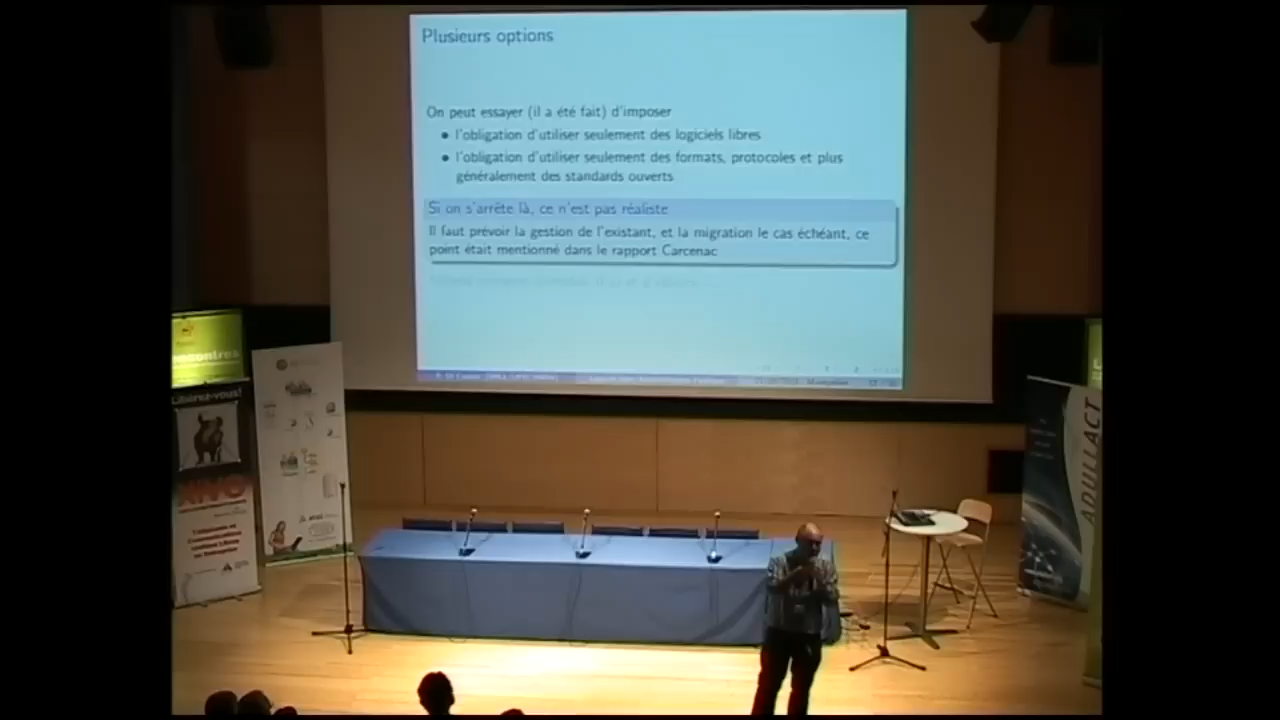 Plusieurs options
On peut essayer (il a été fait) d'imposer
• l'obligation d'utiliser seulement des logiciels libres
• l'obligation d'utiliser seulement des formats, protocoles et plus
généralement des standards ouverts
Si on s'arrête là, ce n'est pas réaliste
Il faut prévoir la gestion de l'existant, et la migration le cas échéant, ce
point était mentionné dans le rapport Carcenac
Libérez-vous!
ADULLACT